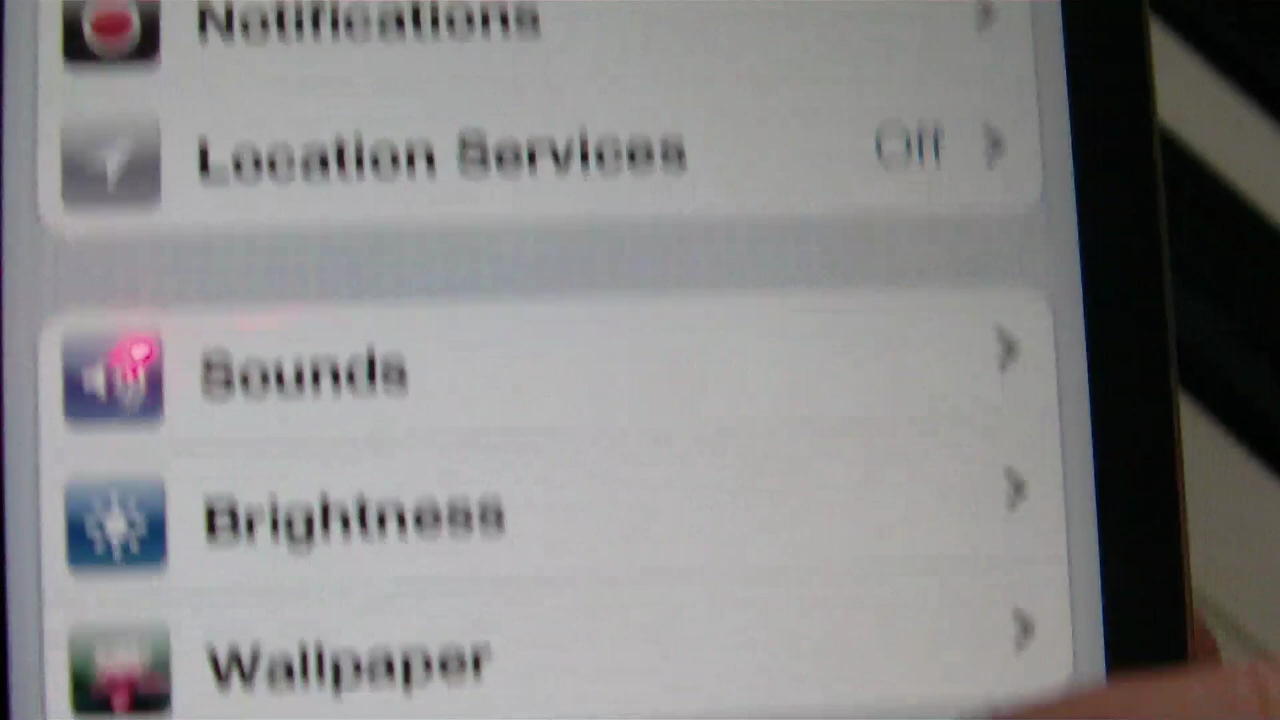 Notifications
Location Services Off
Sounds
Brightness
Wallpaper